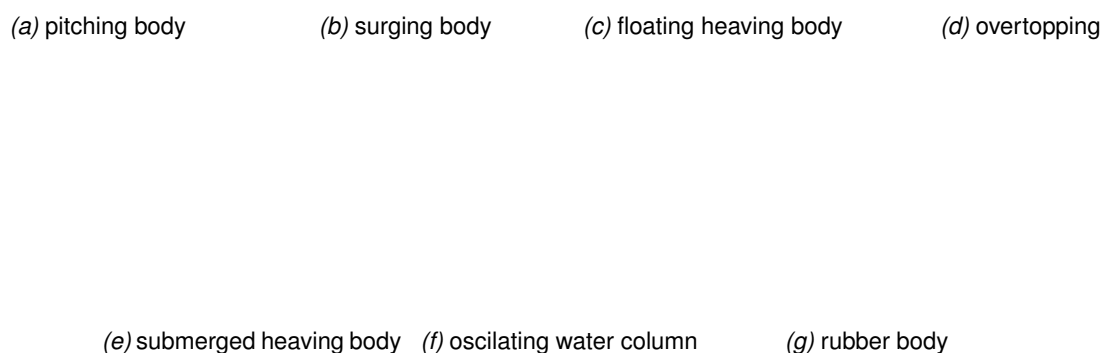 (a) pitching body (b) surging body (c) floating heaving body (d) overtopping
(e) submerged heaving body (f) oscilating water column (g) rubber body